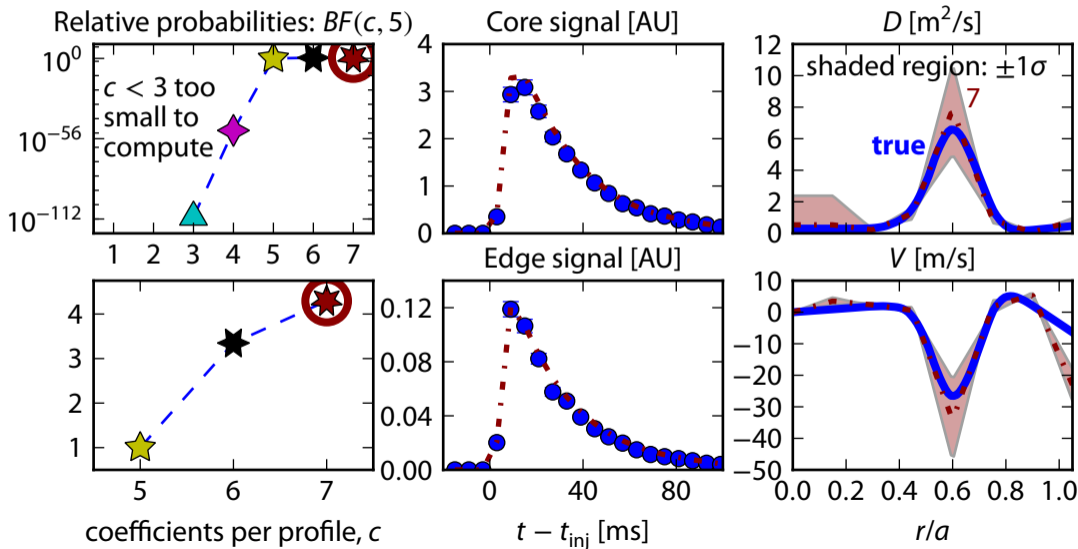 Relative probabilities: BF(c, 5)
10⁰
10⁻⁵⁶
10⁻¹¹²
c < 3 too
small to
compute
1 2 3 4 5 6 7
Core signal [AU]
4
3
2
1
0
D [m²/s]
12
10
8
6
4
2
0
shaded region: ±1σ
7
true
4
3
2
1
5 6 7
coefficients per profile, c
Edge signal [AU]
0.12
0.08
0.04
0.00
0 40 80
t − t_inj [ms]
V [m/s]
10
0
−10
−20
−30
−40
−50
0.0 0.2 0.4 0.6 0.8 1.0
r/a